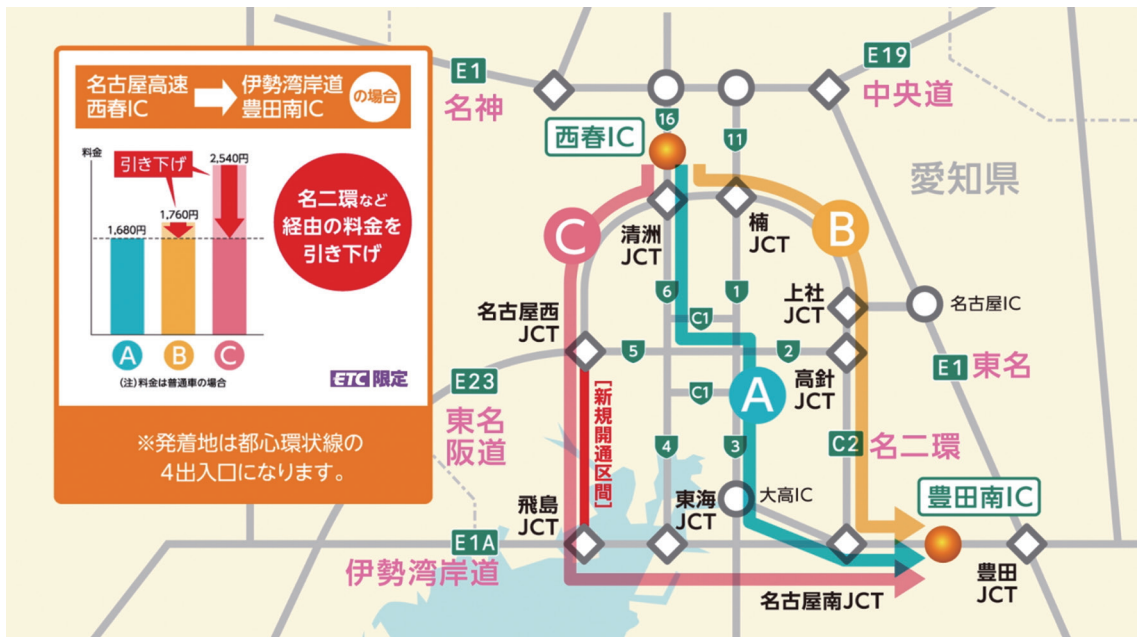 名古屋高速
西春IC
伊勢湾岸道
豊田南IC
の場合
料金
引き下げ
2,540円
1,760円
1,680円
A
B
C
(注)料金は普通車の場合
名二環など
経由の料金を
引き下げ
ETC 限定
※発着地は都心環状線の
4出入口になります。
E1
名神
E19
中央道
西春IC
16
11
愛知県
C
B
清洲
JCT
楠
JCT
名古屋西
JCT
6
1
C1
上社
JCT
名古屋IC
5
2
E1
東名
E23
東名
阪道
[新規開通区間]
C1
A
高針
JCT
4
3
C2
名二環
飛島
JCT
東海
JCT
大高IC
豊田南IC
E1A
伊勢湾岸道
名古屋南JCT
豊田
JCT